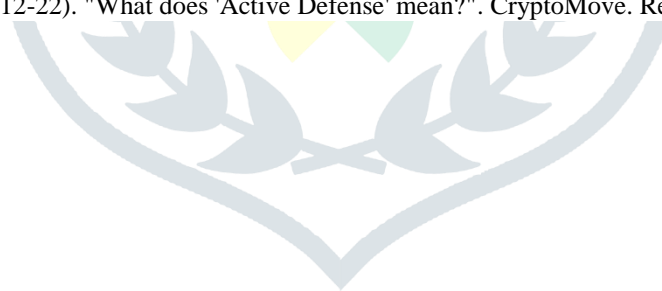 12-22). "What does 'Active Defense' mean?". CryptoMove. Re